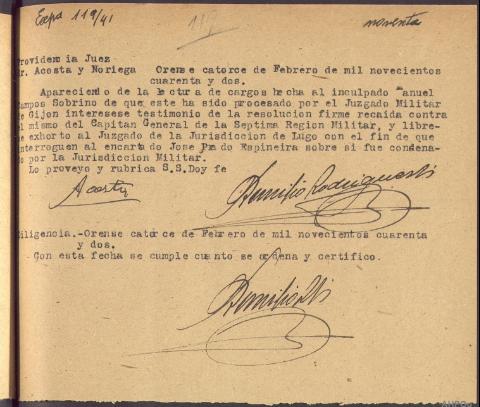 Expe 119/41
noventa
Providemcia Juez
Sr. Acosta y Noriega Orense catorce de Febrero de mil novecientos
cuarenta y dos.
Apareciendo de la lectura de cargos hecha al inculpado Manuel
Campos Sobrino de que este ha sido procesado por el Juzgado Militar
de Gijon interesese testimonio de la resolucion firme recaida contra
el mismo del Capitan General de la Septima Region Militar, y libre-
se exhorto al Juzgado de la Jurisdiccion de Lugo con el fin de que
interroguen al encartado Jose Prado Espineira sobre si fue condena-
do por la Jurisdiccion Militar.
Lo proveyo y rubrica S.S.Doy fe
Acosta
Diligencia.-Orense catorce de Febrero de mil novecientos cuarenta
y dos.
Con esta fecha se cumple cuanto se ordena y certifico.